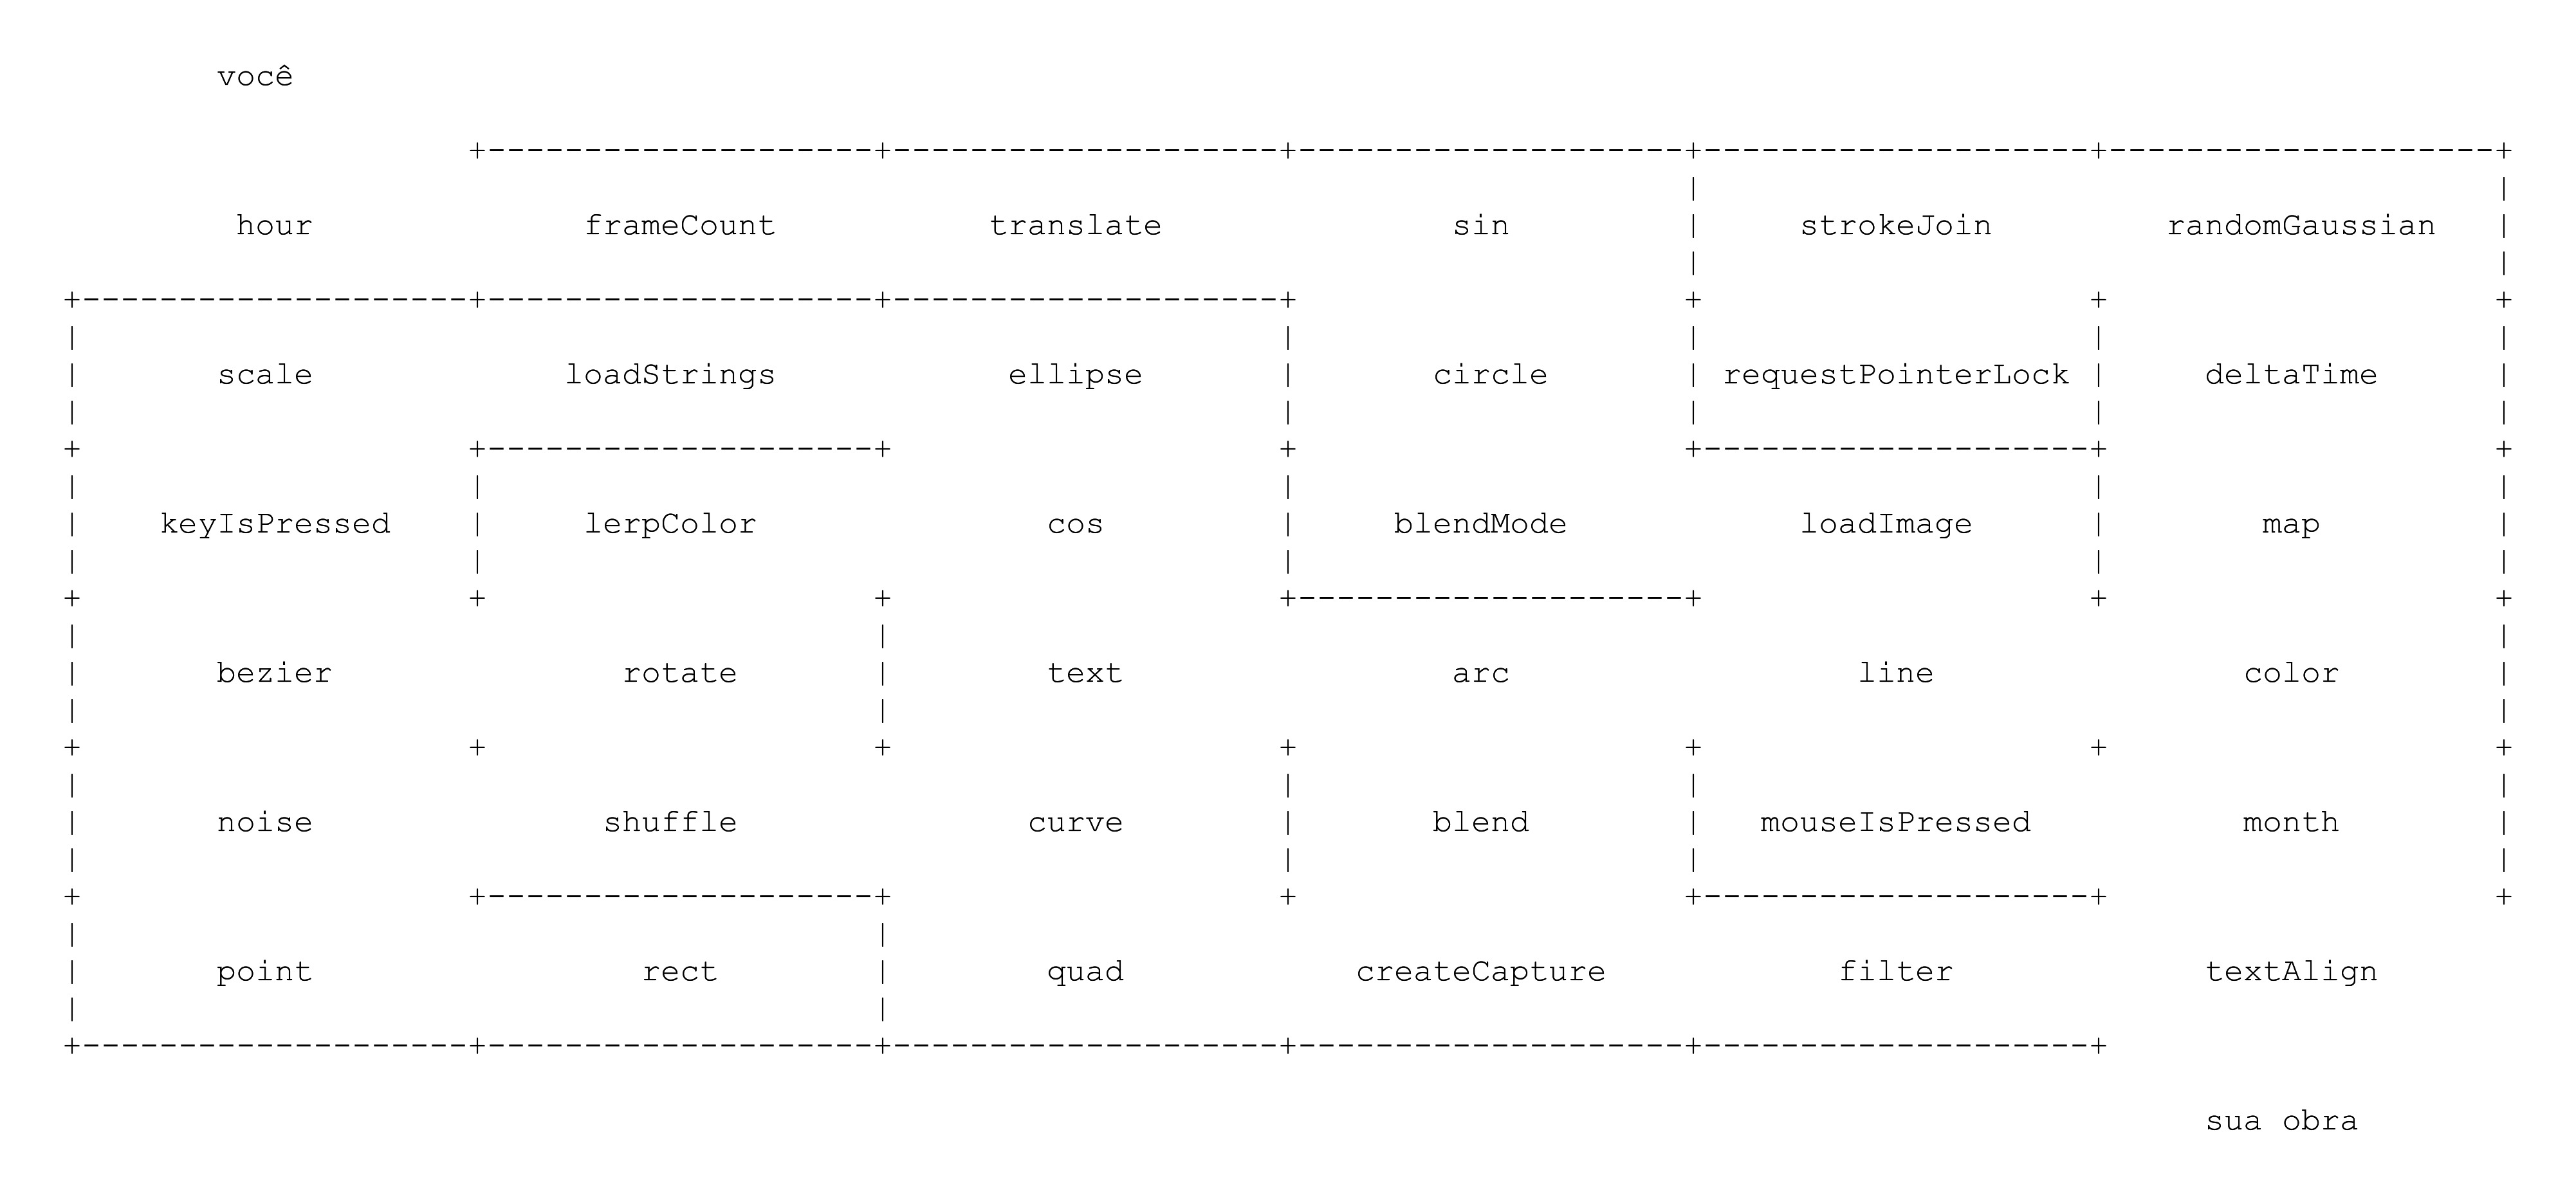 você
hour frameCount translate sin strokeJoin randomGaussian
scale loadStrings ellipse circle requestPointerLock deltaTime
keyIsPressed lerpColor cos blendMode loadImage map
bezier rotate text arc line color
noise shuffle curve blend mouseIsPressed month
point rect quad createCapture filter textAlign
sua obra